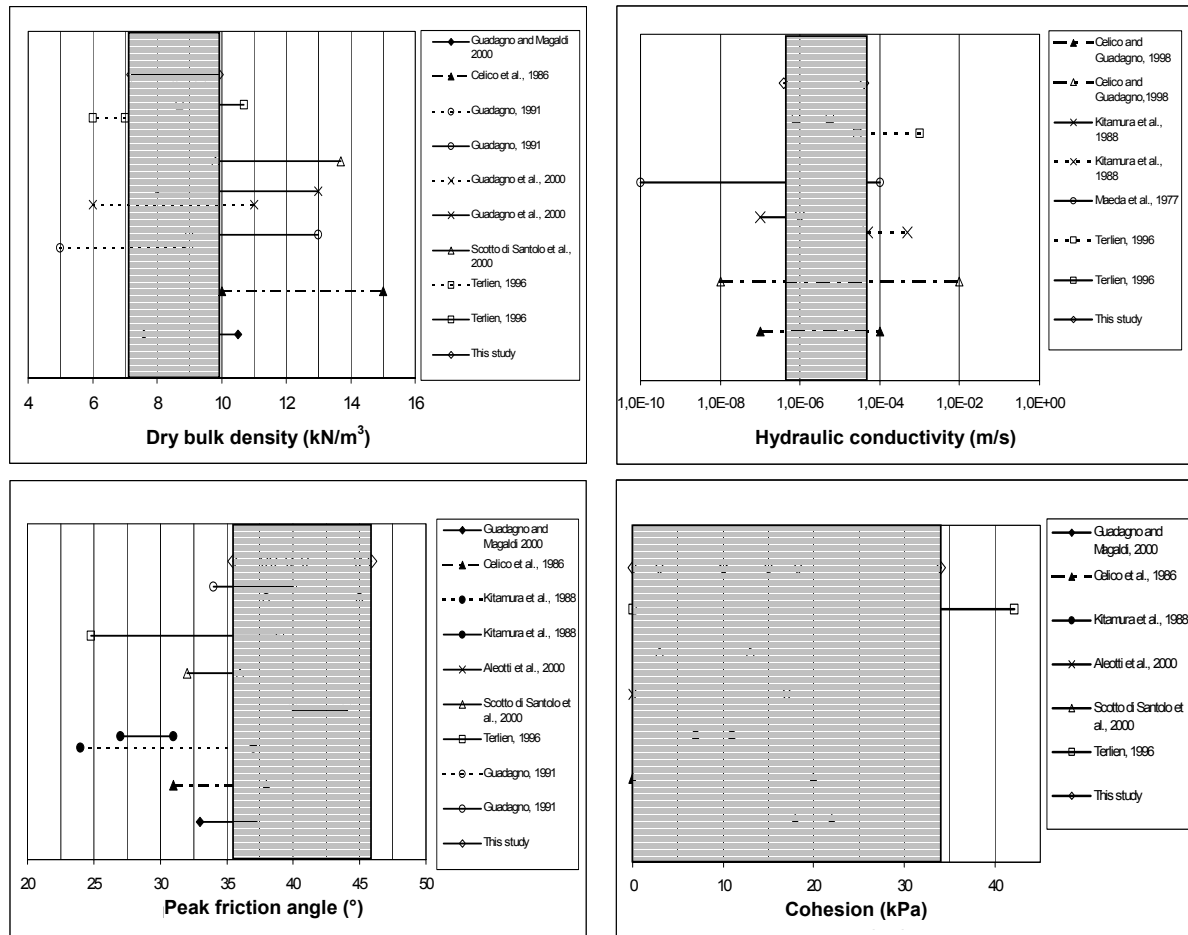 Guadagno and Magaldi
2000
Celico et al., 1986
Guadagno, 1991
Guadagno, 1991
Guadagno et al., 2000
Guadagno et al., 2000
Scotto di Santolo et al.,
2000
Terlien, 1996
Terlien, 1996
This study
4 6 8 10 12 14 16
Dry bulk density (kN/m³)
Celico and
Guadagno, 1998
Celico and
Guadagno,1998
Kitamura et al.,
1988
Kitamura et al.,
1988
Maeda et al., 1977
Terlien, 1996
Terlien, 1996
This study
1,0E-10 1,0E-08 1,0E-06 1,0E-04 1,0E-02 1,0E+00
Hydraulic conductivity (m/s)
Guadagno and
Magaldi 2000
Celico et al., 1986
Kitamura et al., 1988
Kitamura et al., 1988
Aleotti et al., 2000
Scotto di Santolo et
al., 2000
Terlien, 1996
Guadagno, 1991
Guadagno, 1991
This study
20 25 30 35 40 45 50
Peak friction angle (°)
Guadagno and
Magaldi, 2000
Celico et al., 1986
Kitamura et al., 1988
Aleotti et al., 2000
Scotto di Santolo et
al., 2000
Terlien, 1996
This study
0 20 30 40
Cohesion (kPa)